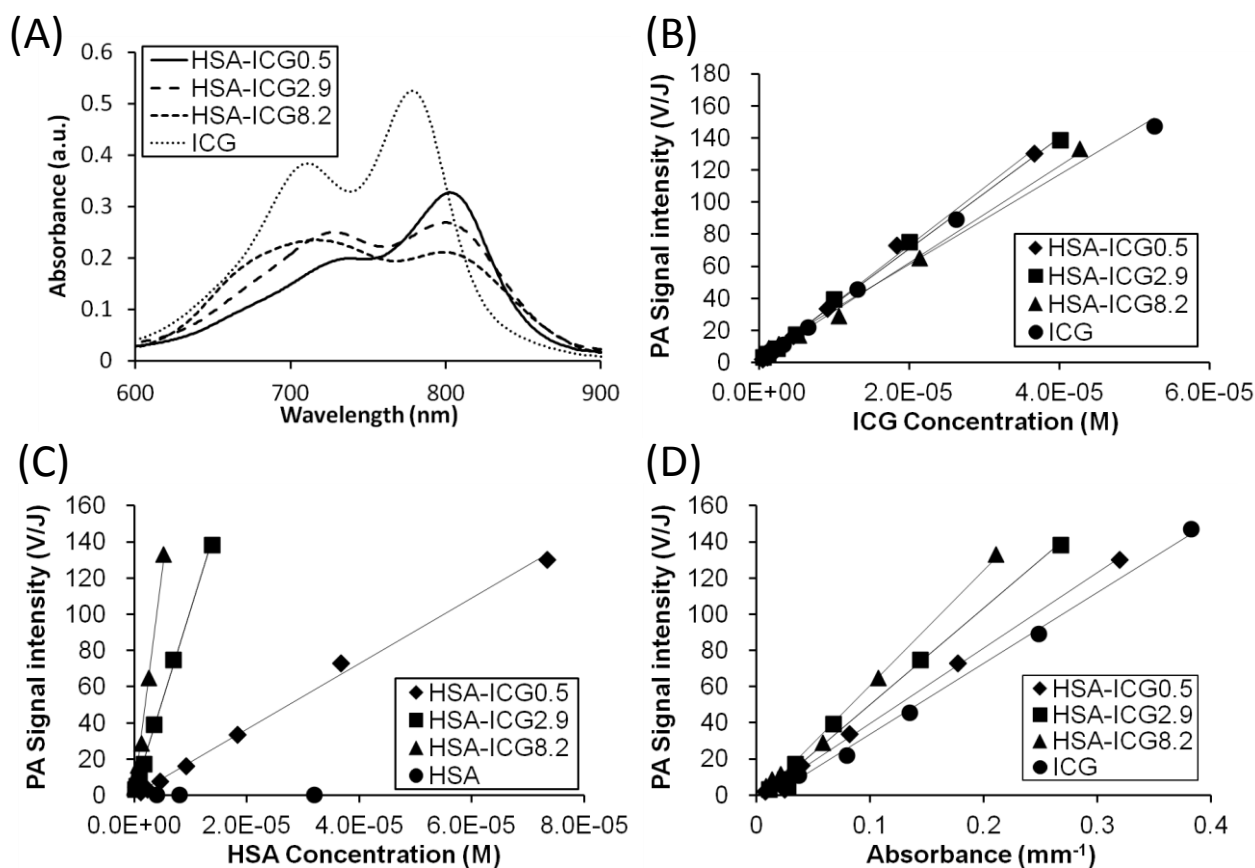 (A)
0.6
0.5
0.4
0.3
0.2
0.1
0
600
700
800
900
Absorbance (a.u.)
Wavelength (nm)
HSA-ICG0.5
HSA-ICG2.9
HSA-ICG8.2
ICG
(B)
180
160
140
120
100
80
60
40
20
0
0.0E+00
2.0E-05
4.0E-05
6.0E-05
PA Signal intensity (V/J)
ICG Concentration (M)
HSA-ICG0.5
HSA-ICG2.9
HSA-ICG8.2
ICG
(C)
160
140
120
100
80
60
40
20
0
0.0E+00
2.0E-05
4.0E-05
6.0E-05
8.0E-05
PA Signal intensity (V/J)
HSA Concentration (M)
HSA-ICG0.5
HSA-ICG2.9
HSA-ICG8.2
HSA
(D)
160
140
120
100
80
60
40
20
0
0
0.1
0.2
0.3
0.4
PA Signal intensity (V/J)
Absorbance (mm⁻¹)
HSA-ICG0.5
HSA-ICG2.9
HSA-ICG8.2
ICG